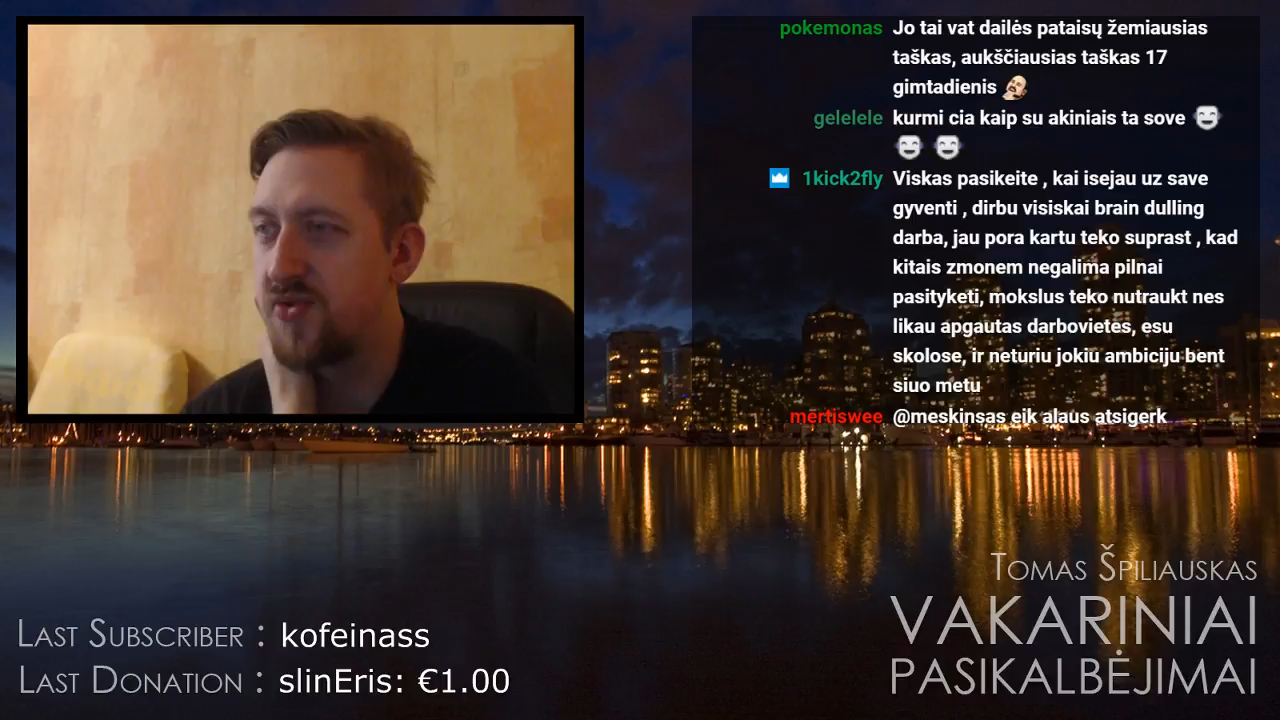 pokemonas Jo tai vat dailės pataisų žemiausias
taškas, aukščiausias taškas 17
gimtadienis
gelelele kurmi cia kaip su akiniais ta sove
1kick2fly Viskas pasikeite , kai isejau uz save
gyventi , dirbu visiskai brain dulling
darba, jau pora kartu teko suprast , kad
kitais zmonem negalima pilnai
pasityketi, mokslus teko nutraukt nes
likau apgautas darbovietes, esu
skolose, ir neturiu jokiu ambiciju bent
siuo metu
mertiswee @meskinsas eik alaus atsigerk
Tomas Špiliauskas
VAKARINIAI
PASIKALBĖJIMAI
Last Subscriber : kofeinass
Last Donation : slinEris: €1.00